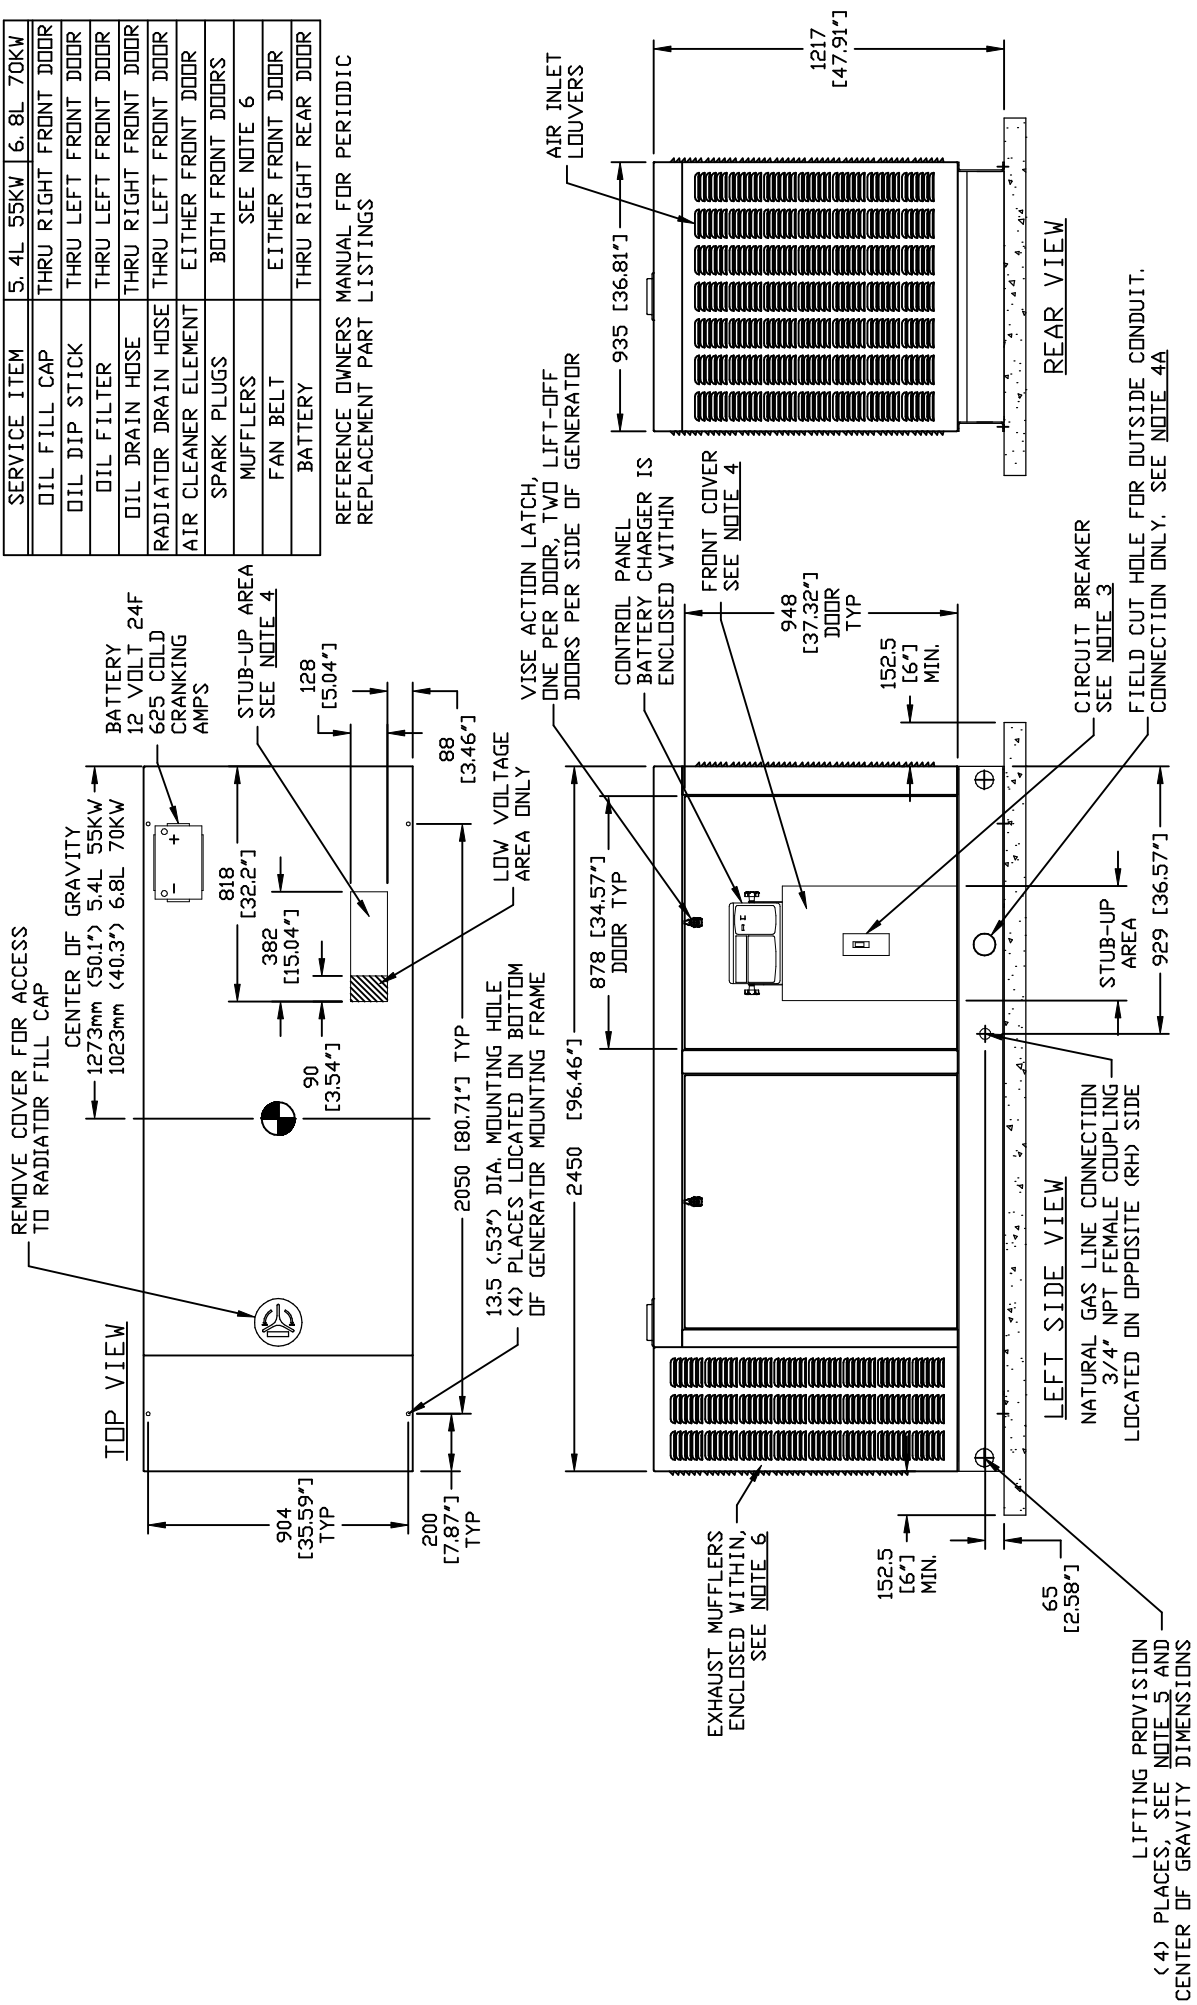 SERVICE ITEM 5. 4L 55KW 6. 8L 70KW
OIL FILL CAP THRU RIGHT FRONT DOOR
OIL DIP STICK THRU LEFT FRONT DOOR
OIL FILTER THRU LEFT FRONT DOOR
OIL DRAIN HOSE THRU RIGHT FRONT DOOR
RADIATOR DRAIN HOSE THRU LEFT FRONT DOOR
AIR CLEANER ELEMENT EITHER FRONT DOOR
SPARK PLUGS BOTH FRONT DOORS
MUFFLERS SEE NOTE 6
FAN BELT EITHER FRONT DOOR
BATTERY THRU RIGHT REAR DOOR
REFERENCE OWNERS MANUAL FOR PERIODIC
REPLACEMENT PART LISTINGS
REMOVE COVER FOR ACCESS
TO RADIATOR FILL CAP
CENTER OF GRAVITY
1273mm (50.1") 5.4L 55KW
1023mm (40.3") 6.8L 70KW
BATTERY
12 VOLT 24F
625 COLD
CRANKING
AMPS
- +
TOP VIEW
818
[32.2"]
382
[15.04"]
90
[3.54"]
STUB-UP AREA
SEE NOTE 4
128
[5.04"]
88
[3.46"]
LOW VOLTAGE
AREA ONLY
904
[35.59"]
TYP
200
[7.87"]
TYP
2050 [80.71"] TYP
13.5 (.53") DIA. MOUNTING HOLE
(4) PLACES LOCATED ON BOTTOM
OF GENERATOR MOUNTING FRAME
VISE ACTION LATCH,
ONE PER DOOR, TWO LIFT-OFF
DOORS PER SIDE OF GENERATOR
CONTROL PANEL
BATTERY CHARGER IS
ENCLOSED WITHIN
FRONT COVER
SEE NOTE 4
2450 [96.46"]
878 [34.57"]
DOOR TYP
948
[37.32"]
DOOR
TYP
152.5
[6"]
MIN.
EXHAUST MUFFLERS
ENCLOSED WITHIN,
SEE NOTE 6
152.5
[6"]
MIN.
65
[2.58"]
LIFTING PROVISION
(4) PLACES, SEE NOTE 5 AND
CENTER OF GRAVITY DIMENSIONS
LEFT SIDE VIEW
NATURAL GAS LINE CONNECTION
3/4" NPT FEMALE COUPLING
LOCATED ON OPPOSITE (RH) SIDE
STUB-UP
AREA
929 [36.57"]
CIRCUIT BREAKER
SEE NOTE 3
FIELD CUT HOLE FOR OUTSIDE CONDUIT.
CONNECTION ONLY. SEE NOTE 4A
AIR INLET
LOUVERS
935 [36.81"]
1217
[47.91"]
REAR VIEW